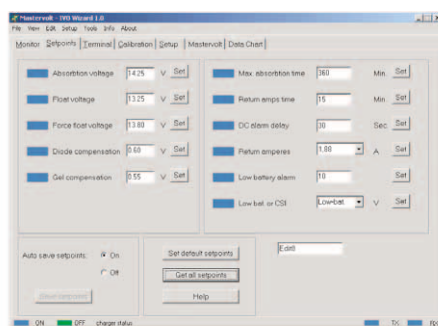 Mastervolt - IVO Wizard 1.0
File View Edit Setup Tools Info About
Monitor Setpoints Terminal Calibration Setup Mastervolt Data Chart
Absorbtion voltage 14.25 V Set
Float voltage 13.25 V Set
Force float voltage 13.80 V Set
Diode compensation 0.60 V Set
Gel compensation 0.55 V Set
Max. absorbtion time 360 Min. Set
Return amps time 15 Min. Set
DC alarm delay 30 Sec. Set
Return amperes 1.88 A Set
Low battery alarm 10 Set
Low bat or CSI Low-bat. V Set
Auto save setpoints: On
Off
Set default setpoints
Get all setpoints
Help
Edit8
ON OFF charger status TX